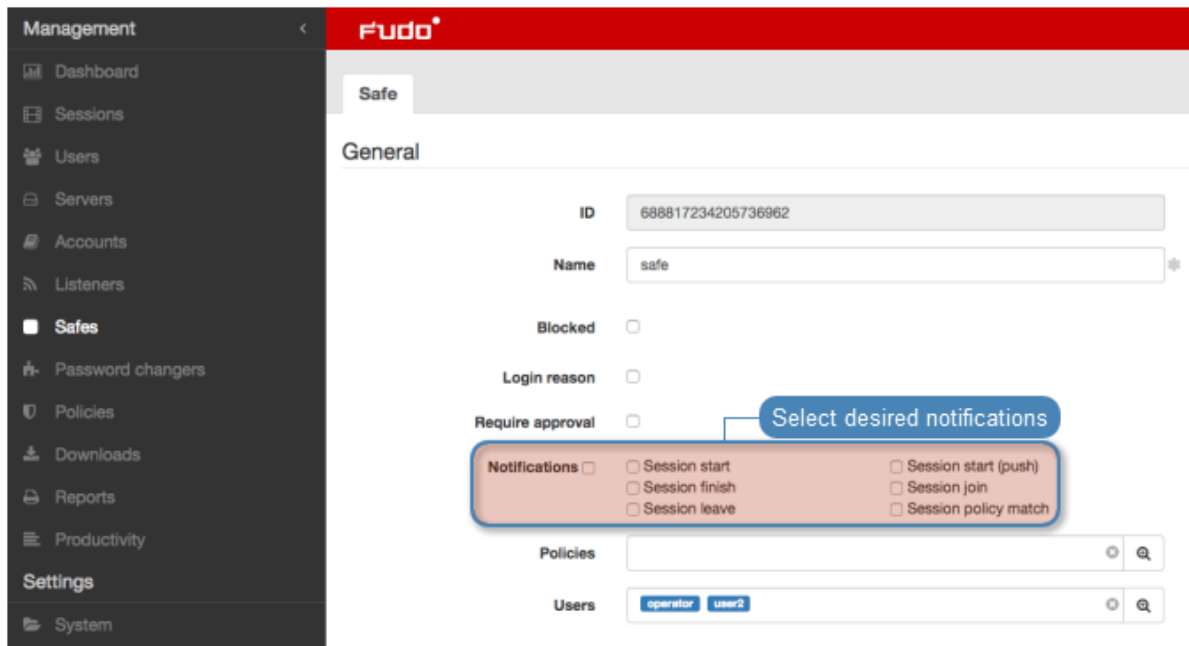 Management
Dashboard
Sessions
Users
Servers
Accounts
Listeners
Safes
Password changers
Policies
Downloads
Reports
Productivity
Settings
System
FUDO
Safe
General
ID 688817234205736962
Name safe
Blocked
Login reason
Require approval
Select desired notifications
Notifications Session start Session start (push)
Session finish Session join
Session leave Session policy match
Policies
Users operator user2